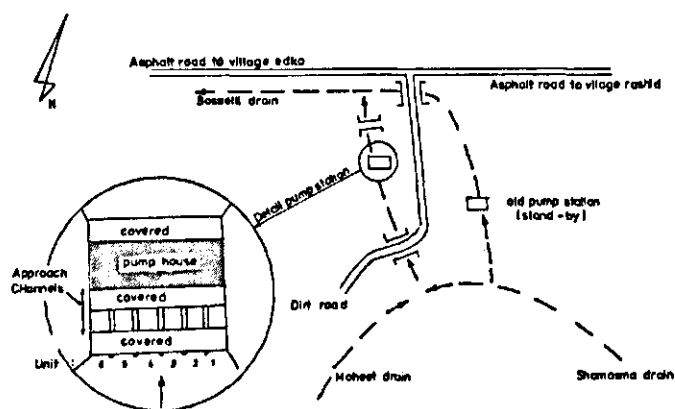 Asphalt road to village edko
Asphalt road to village rashid
Bosseili drain
N
Detail pump station
old pump station
(stand-by)
covered
pump house
Approach
CHannels
covered
covered
Dirt road
Unit : 6 5 4 3 2 1
Moheet drain
Shamasma drain